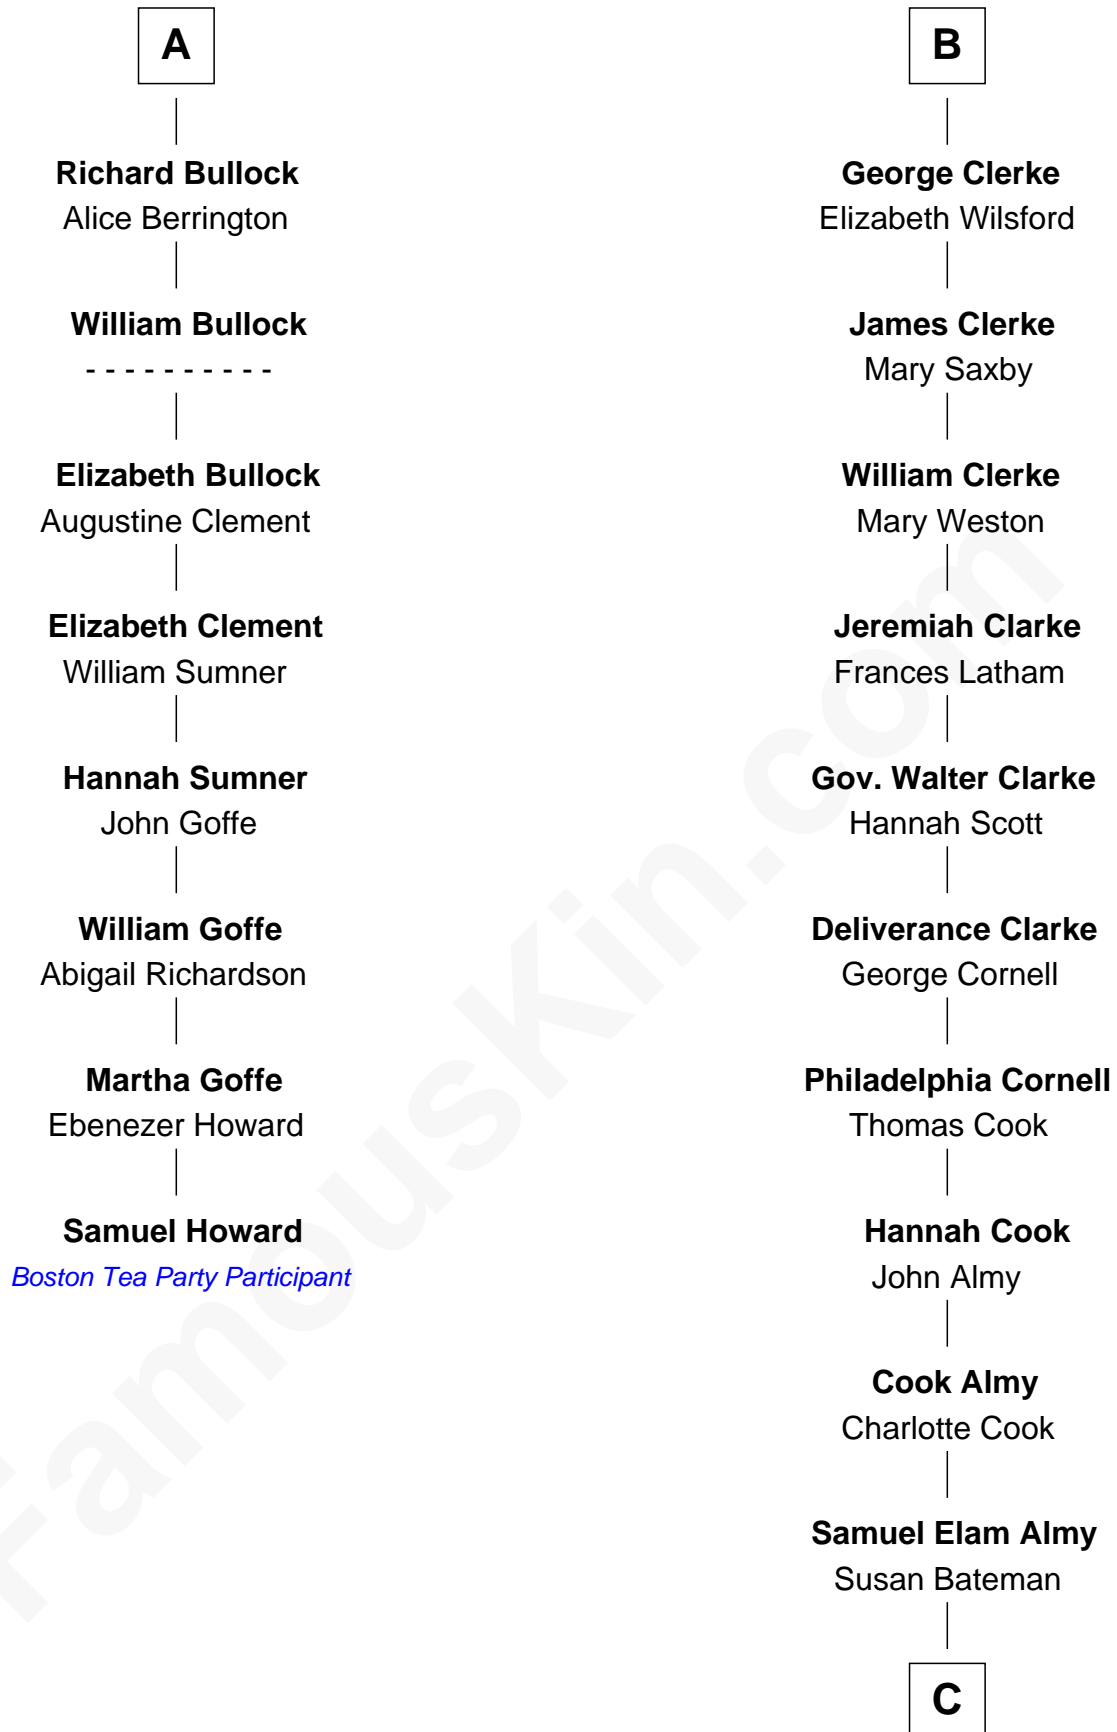 A
Richard Bullock
Alice Berrington
William Bullock
- - - - - - - - - -
Elizabeth Bullock
Augustine Clement
Elizabeth Clement
William Sumner
Hannah Sumner
John Goffe
William Goffe
Abigail Richardson
Martha Goffe
Ebenezer Howard
Samuel Howard
Boston Tea Party Participant
B
George Clerke
Elizabeth Wilsford
James Clerke
Mary Saxby
William Clerke
Mary Weston
Jeremiah Clarke
Frances Latham
Gov. Walter Clarke
Hannah Scott
Deliverance Clarke
George Cornell
Philadelphia Cornell
Thomas Cook
Hannah Cook
John Almy
Cook Almy
Charlotte Cook
Samuel Elam Almy
Susan Bateman
C
FamousKin.com